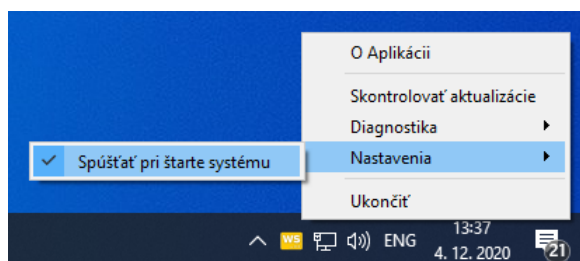 O Aplikácii
Skontrolovať aktualizácie
Diagnostika
Spúšťať pri štarte systému
Nastavenia
Ukončiť
WS
ENG
13:37
4. 12. 2020
21